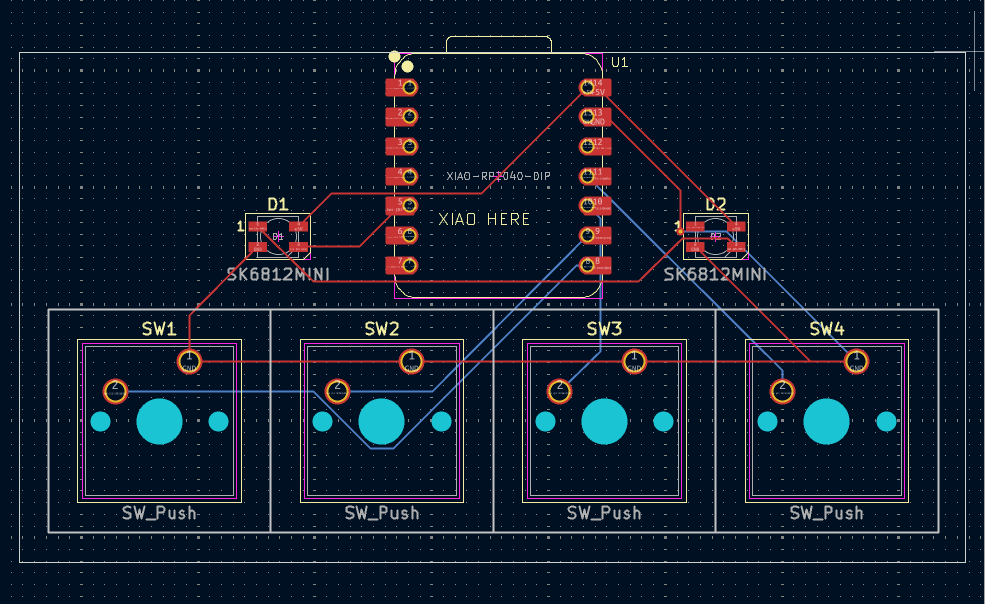 U1
1
14
+5V
2
13
GND
3
12
4
11
XIAO-RP2040-DIP
5
10
D1
D2
XIAO HERE
1
1
6
9
D1
D2
7
8
SK6812MINI
SK6812MINI
SW1
SW2
SW3
SW4
1
1
1
1
GND
GND
GND
GND
2
2
2
2
SW_Push
SW_Push
SW_Push
SW_Push